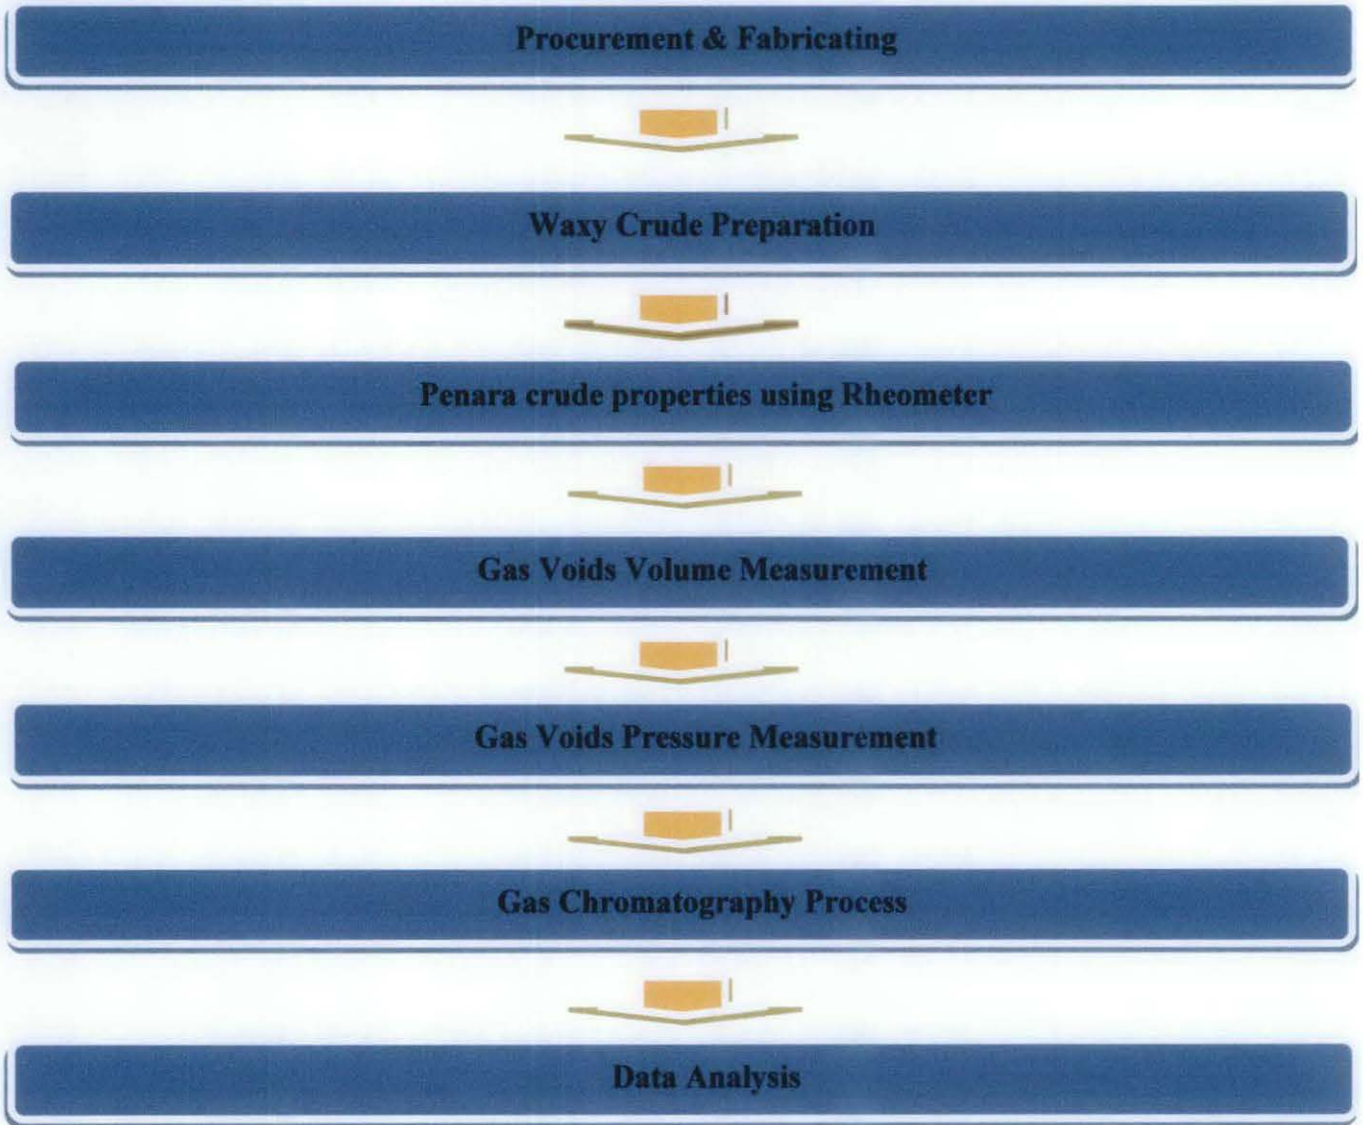 Procurement & Fabricating
Waxy Crude Preparation
Penara crude properties using Rheometer
Gas Voids Volume Measurement
Gas Voids Pressure Measurement
Gas Chromatography Process
Data Analysis